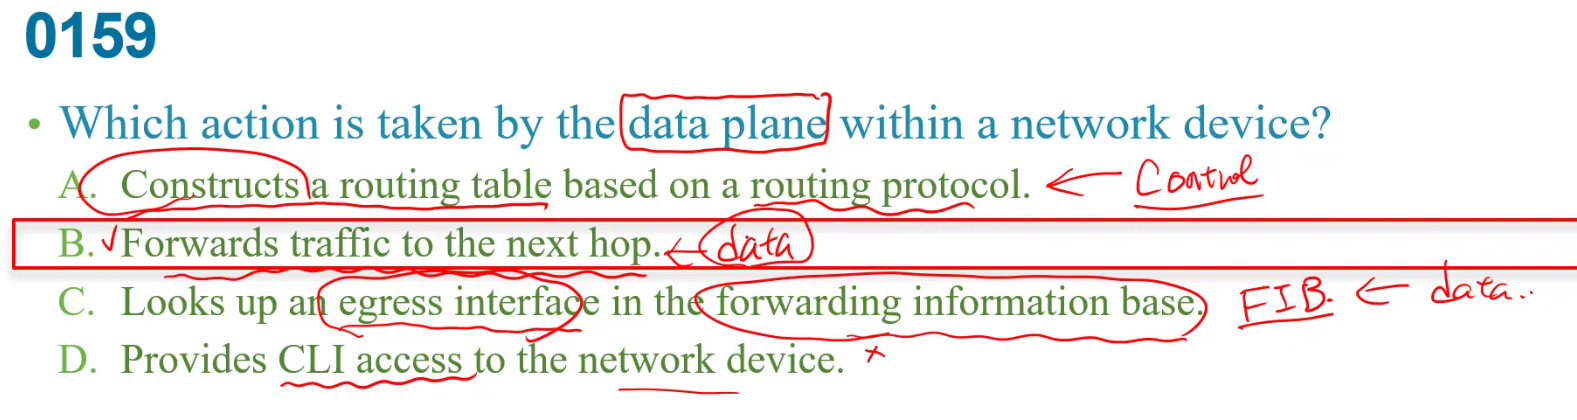 0159
• Which action is taken by the data plane within a network device?
A. Constructs a routing table based on a routing protocol. ← Control
B. ✓ Forwards traffic to the next hop. ← data
C. Looks up an egress interface in the forwarding information base. FIB. ← data..
D. Provides CLI access to the network device. ×